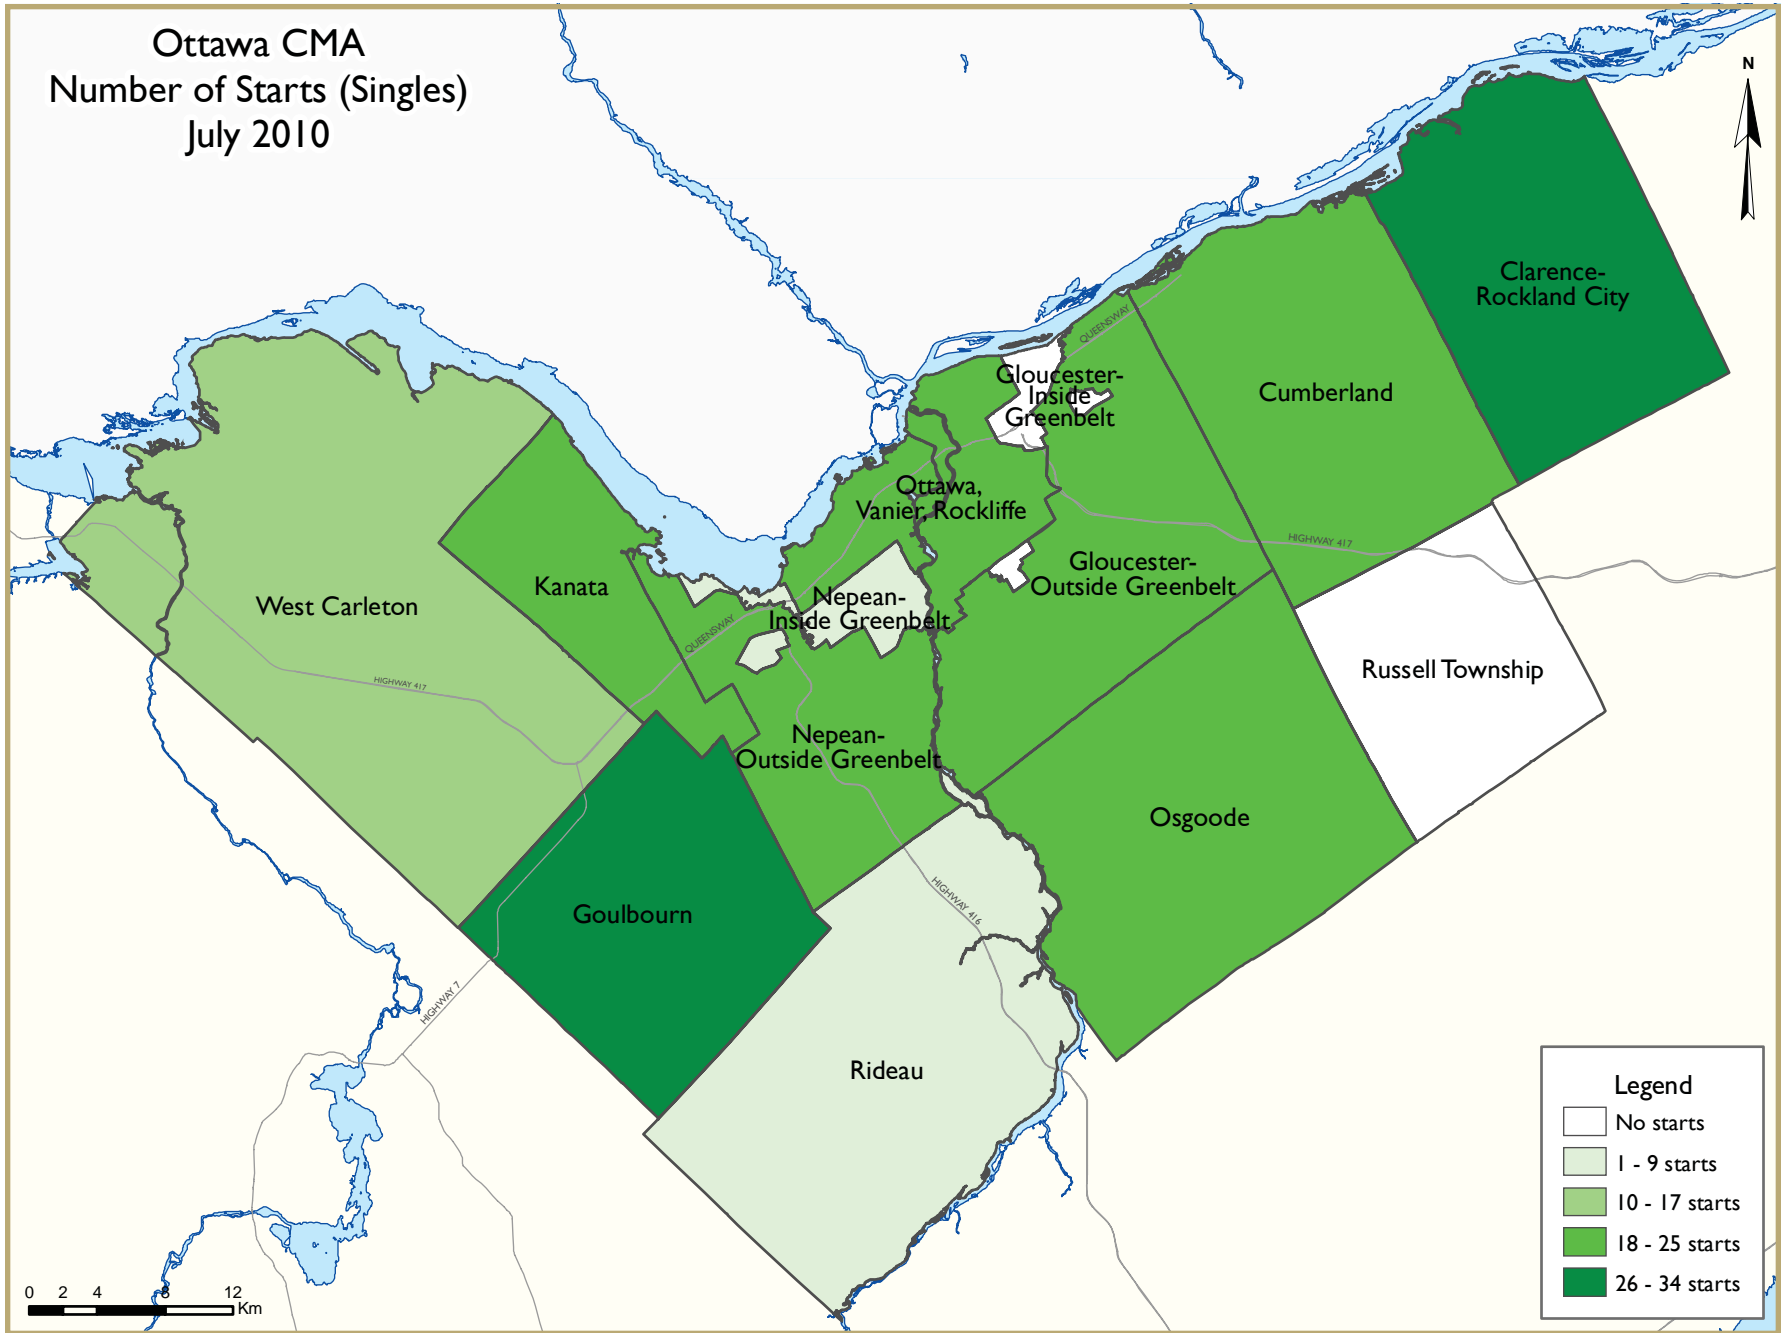 Ottawa CMA
Number of Starts (Singles)
July 2010
N
Clarence-
Rockland City
QUEENSWAY
Gloucester-
Inside
Greenbelt
Cumberland
Ottawa,
Vanier, Rockliffe
HIGHWAY 417
Gloucester-
Outside Greenbelt
Kanata
West Carleton
Nepean-
Inside Greenbelt
QUEENSWAY
Russell Township
HIGHWAY 417
Nepean-
Outside Greenbelt
Osgoode
HIGHWAY 416
Goulbourn
HIGHWAY 7
Rideau
Legend
No starts
1 - 9 starts
10 - 17 starts
18 - 25 starts
26 - 34 starts
0 2 4 8 12
Km